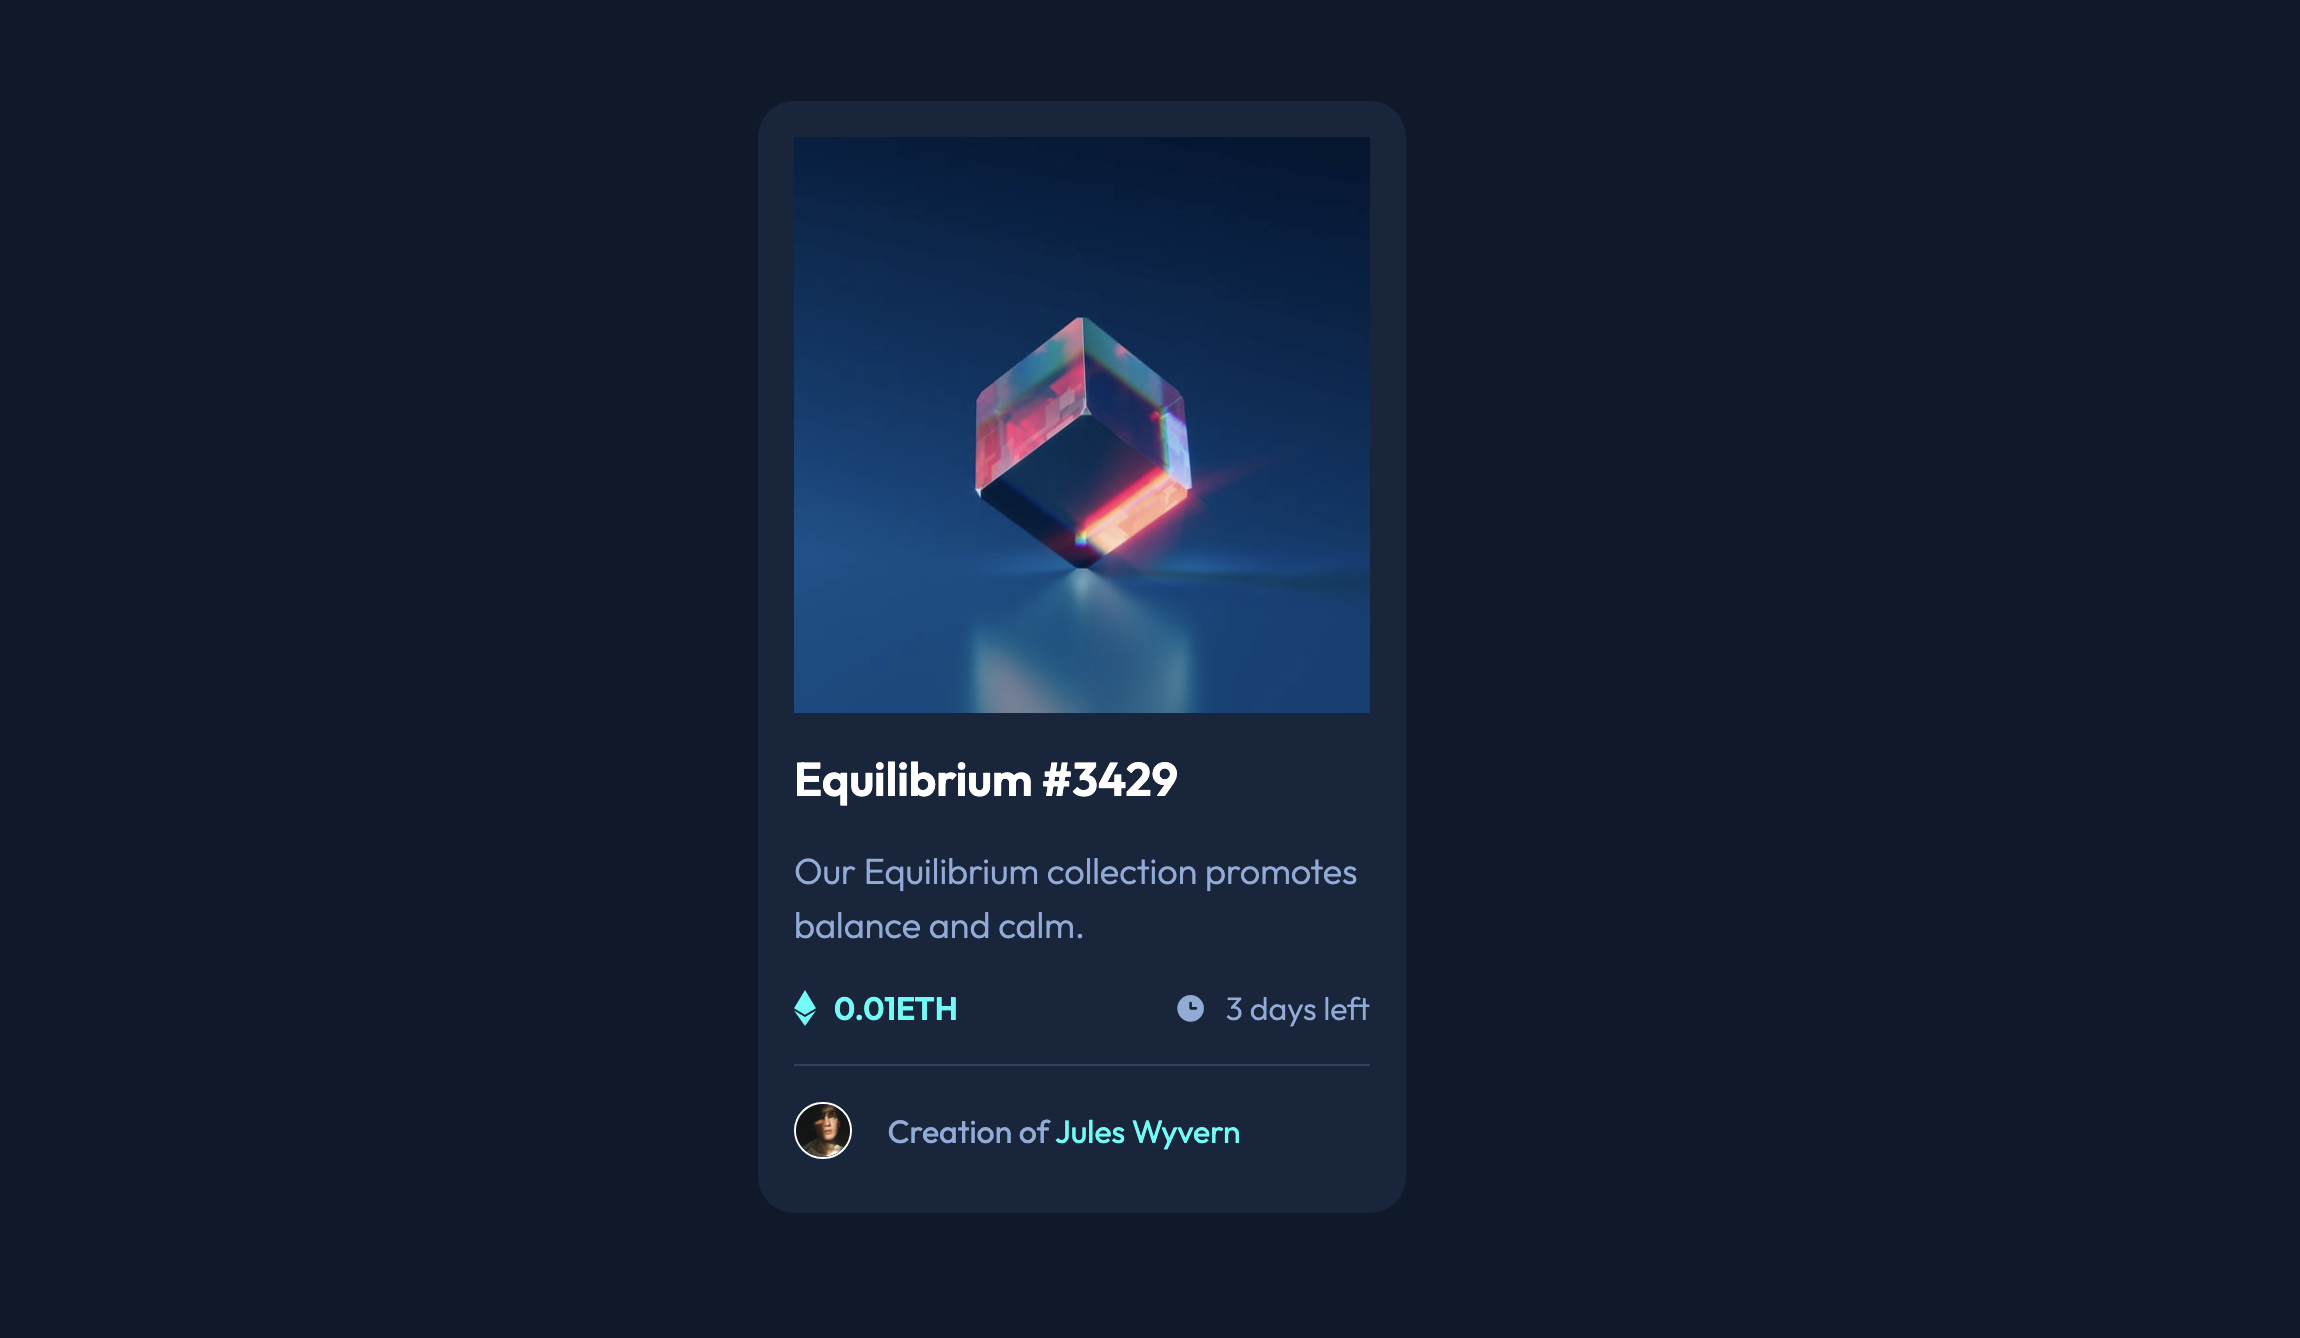 Equilibrium #3429
Our Equilibrium collection promotes
balance and calm.
0.01ETH
3 days left
Creation of Jules Wyvern